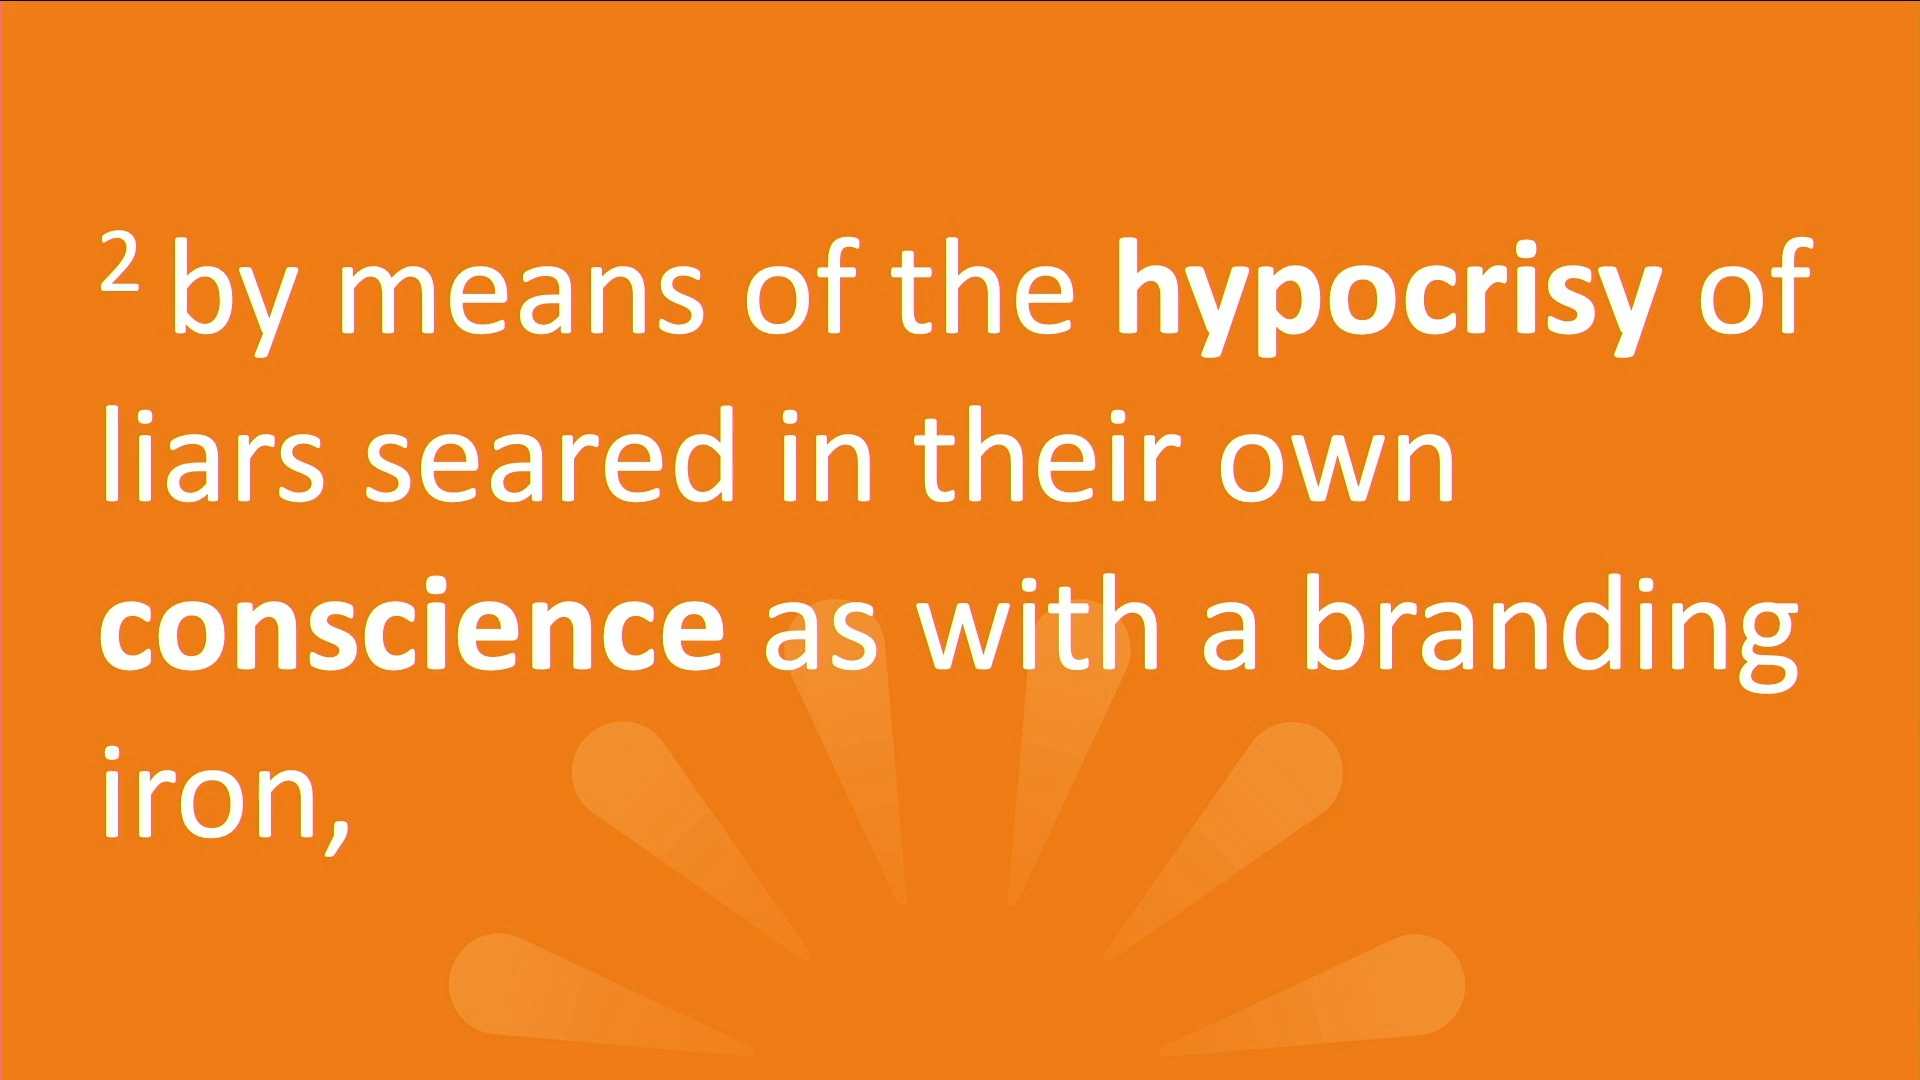 2 by means of the hypocrisy of
liars seared in their own
conscience as with a branding
iron,